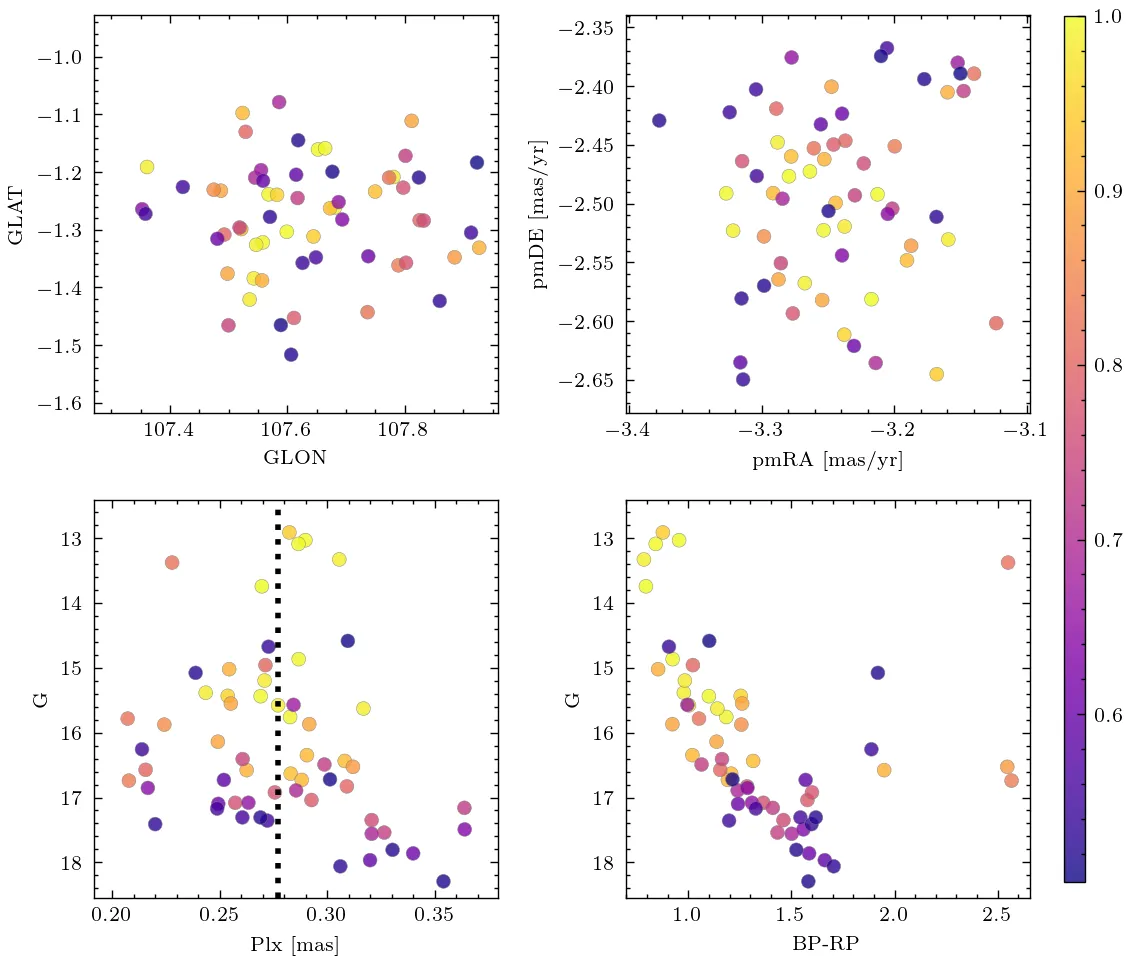 −1.0
−1.1
−1.2
−1.3
−1.4
−1.5
−1.6
GLAT
107.4 107.6 107.8
GLON
−2.35
−2.40
−2.45
−2.50
−2.55
−2.60
−2.65
pmDE [mas/yr]
−3.4 −3.3 −3.2 −3.1
pmRA [mas/yr]
13
14
15
16
17
18
G
0.20 0.25 0.30 0.35
Plx [mas]
13
14
15
16
17
18
G
1.0 1.5 2.0 2.5
BP-RP
1.0
0.9
0.8
0.7
0.6